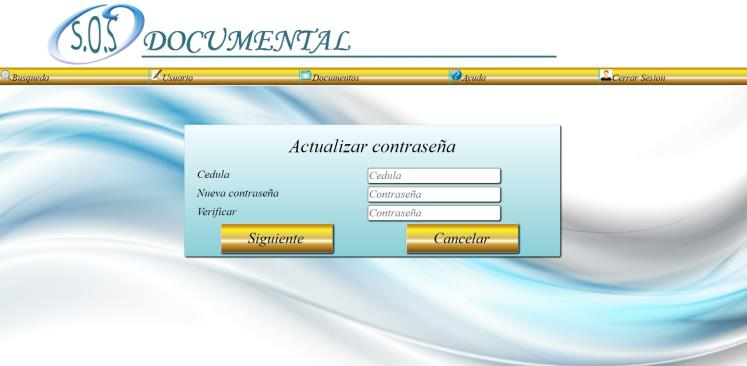 S.O.S DOCUMENTAL
Busqueda Usuario Documentos Ayuda Cerrar Sesion
Actualizar contraseña
Cedula Cedula
Nueva contraseña Contraseña
Verificar Contraseña
Siguiente Cancelar